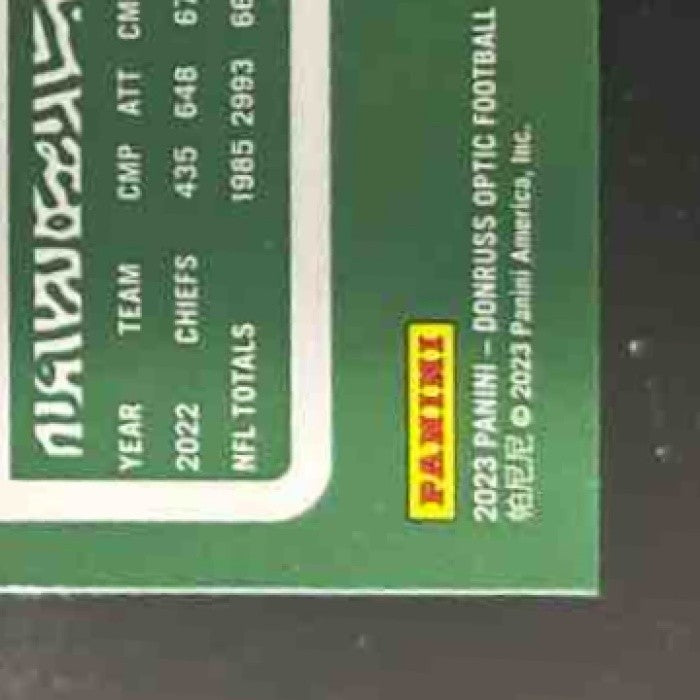 YEAR TEAM CMP ATT
2022 CHIEFS 435 648
NFL TOTALS 1985 2993
PANINI
2023 PANINI – DONRUSS OPTIC FOOTBALL
帕尼尼 © 2023 Panini America, Inc.